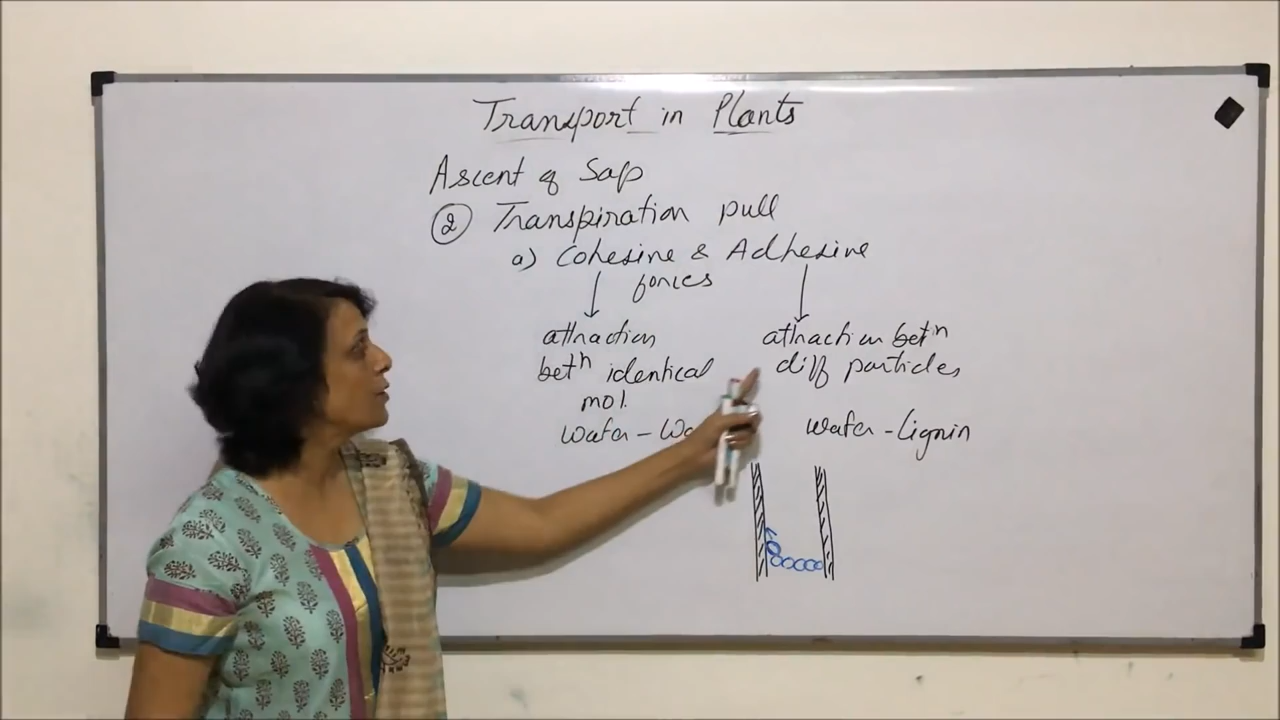 Transport in Plants
Ascent of Sap
2 Transpiration pull
a) Cohesive & Adhesive
forces
attraction
betⁿ identical
mol.
attraction betⁿ
diff particles
Water - Wa
Water - Lignin